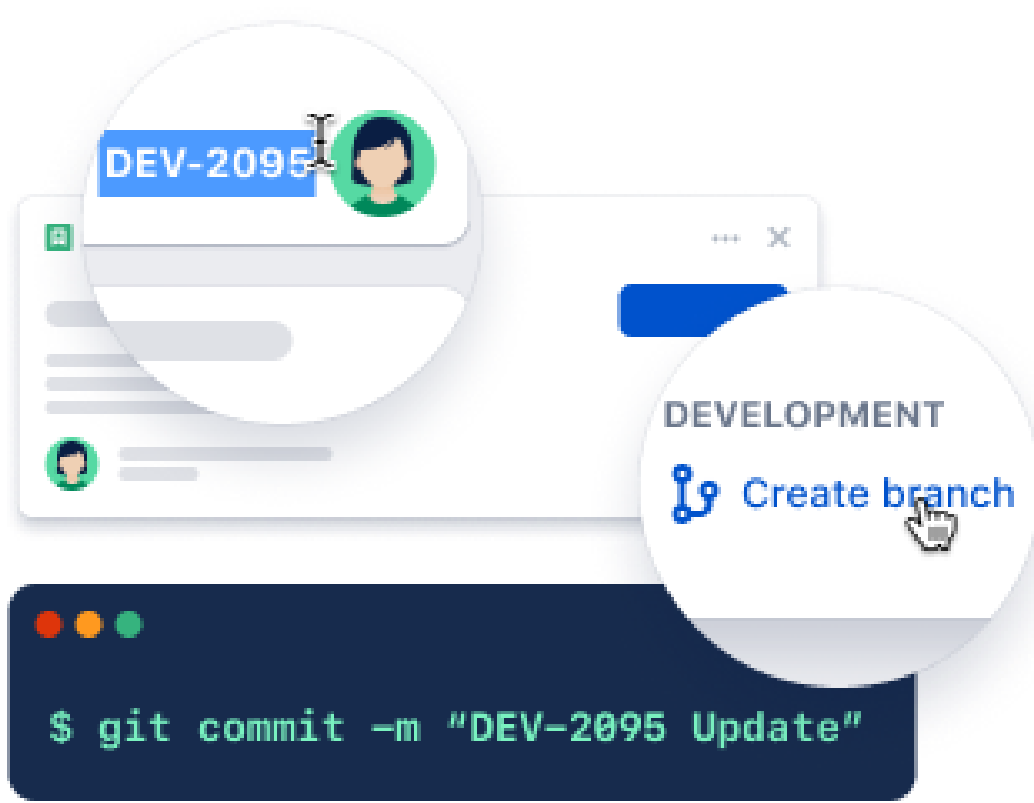 DEV-2095
DEVELOPMENT
Create branch
$ git commit –m “DEV–2095 Update”